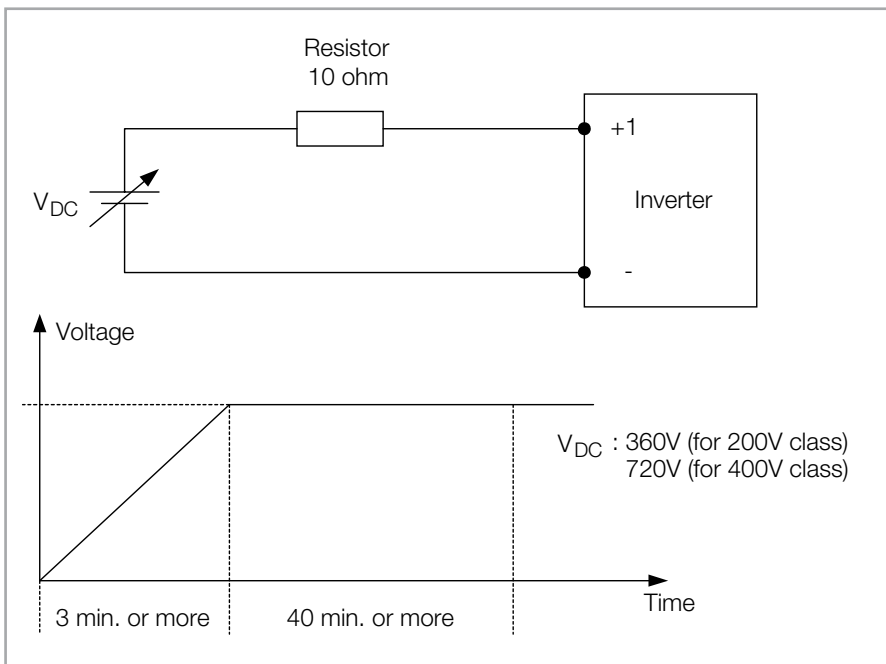 Resistor
10 ohm
+1
VDC
Inverter
-
Voltage
VDC : 360V (for 200V class)
720V (for 400V class)
Time
3 min. or more
40 min. or more